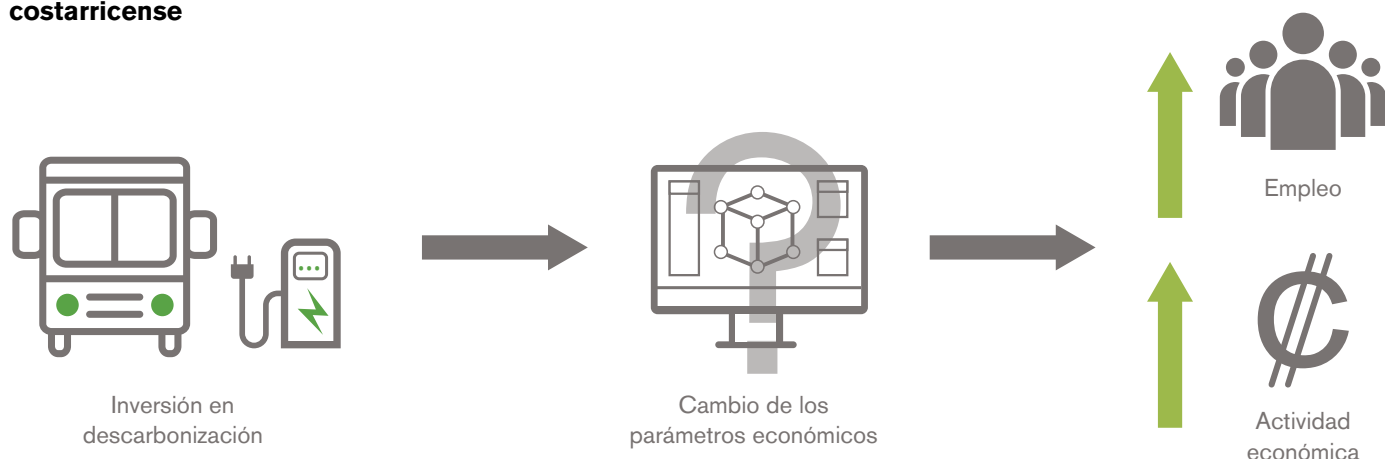 costarricense
Inversión en
descarbonización
Cambio de los
parámetros económicos
Empleo
Actividad
económica